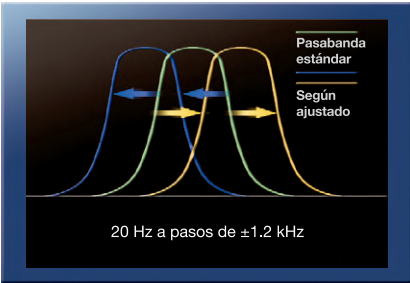 Pasabanda
estándar
Según
ajustado
20 Hz a pasos de ±1.2 kHz